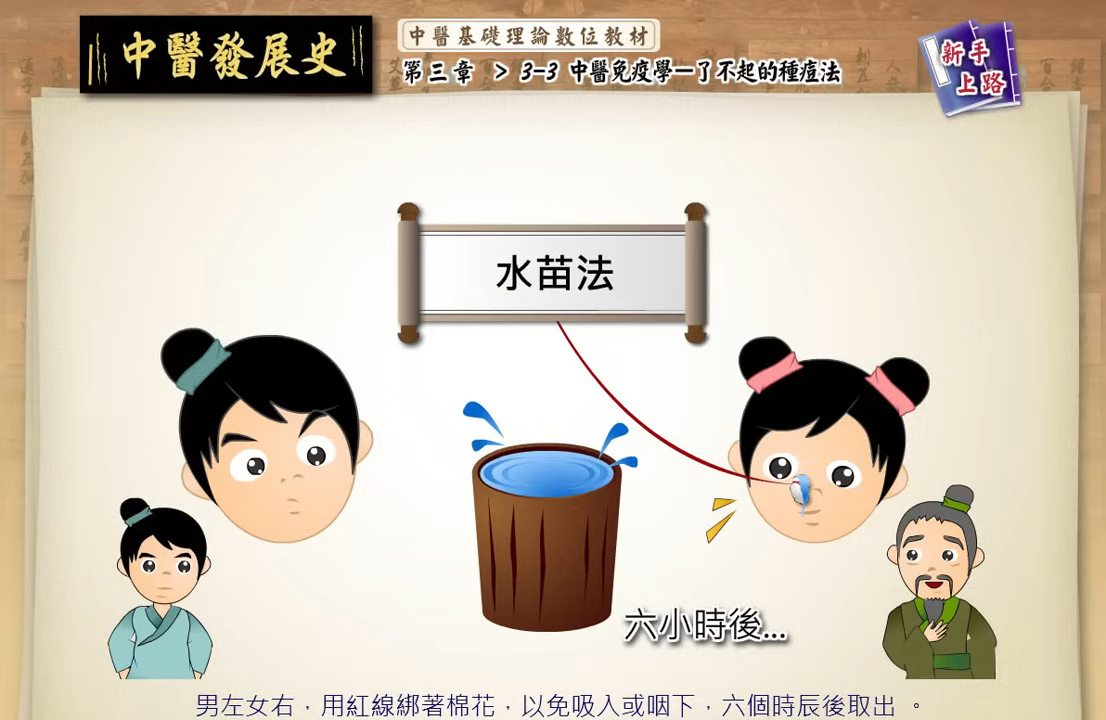 中醫發展史
中醫基礎理論數位教材
第三章 > 3-3 中醫免疫學－了不起的種痘法
新手
上路
水苗法
六小時後...
男左女右，用紅線綁著棉花，以免吸入或咽下，六個時辰後取出 。